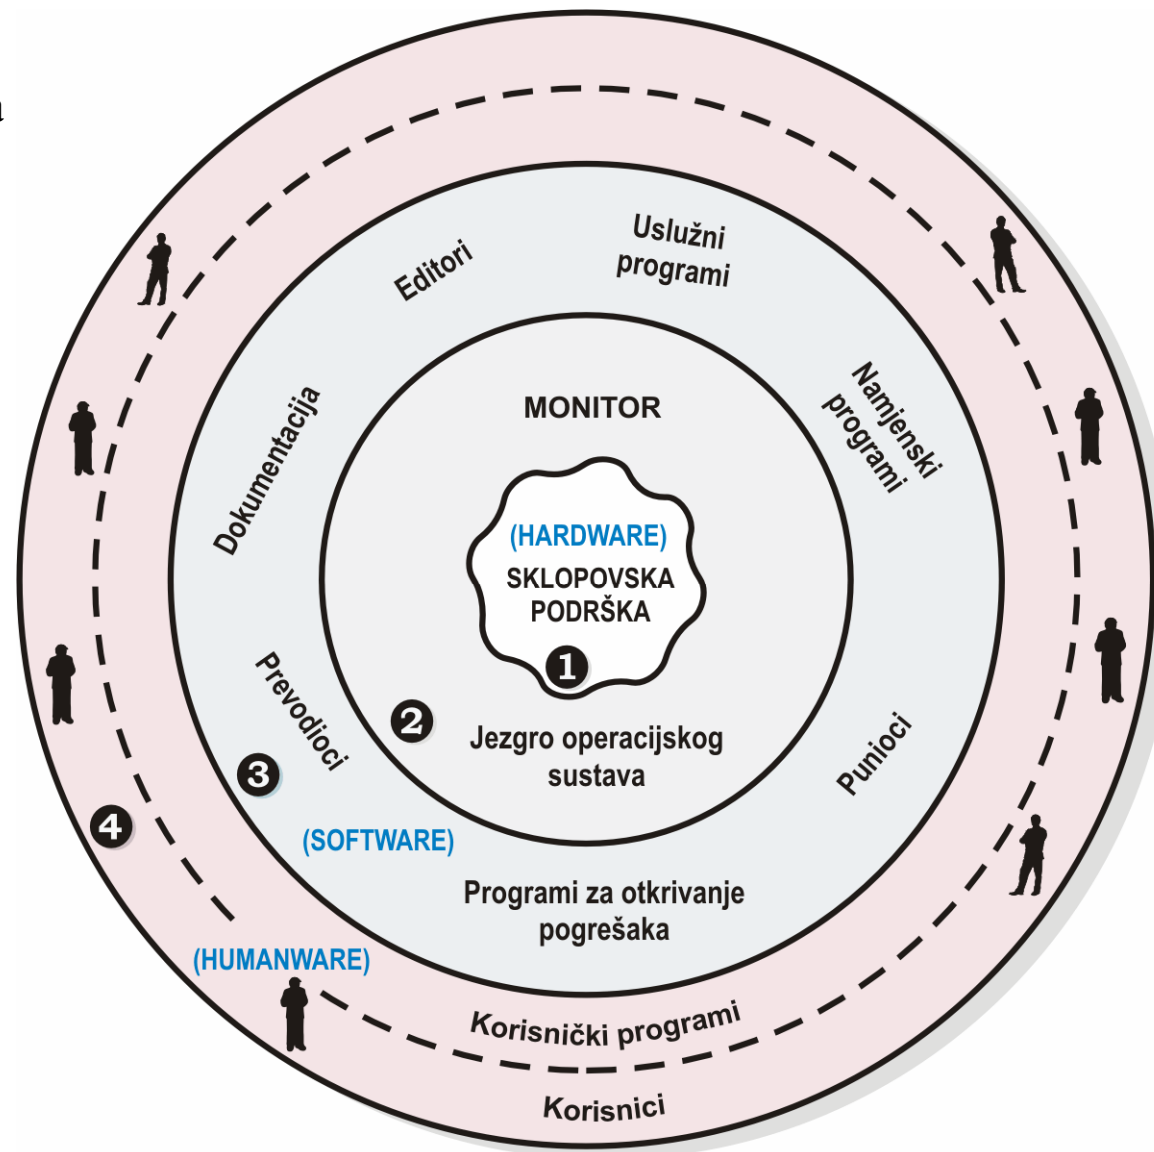 a
Uslužni
programi
Editori
Namjenski
programi
Dokumentacija
MONITOR
(HARDWARE)
SKLOPOVSKA
PODRŠKA
1
2
Jezgro operacijskog
sustava
Prevodioci
3
Punioci
4
(SOFTWARE)
Programi za otkrivanje
pogrešaka
(HUMANWARE)
Korisnički programi
Korisnici